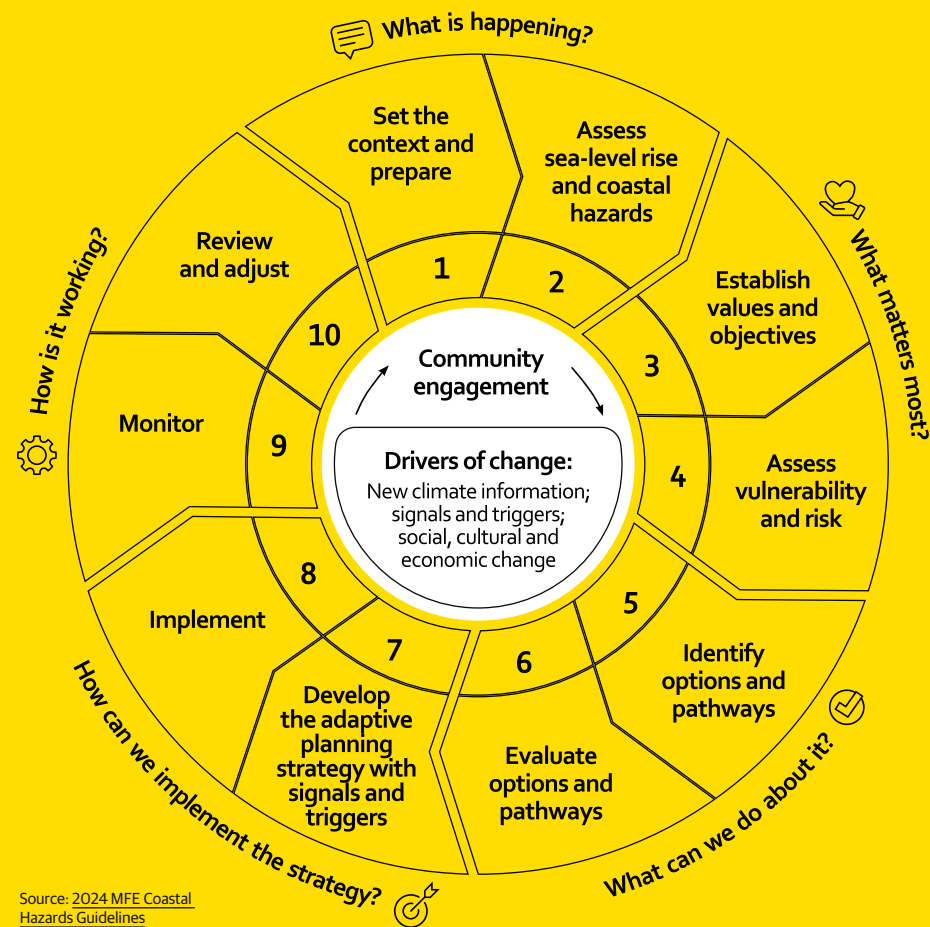 What is happening?
Set the
context and
prepare
1
Assess
sea-level rise
and coastal
hazards
2
What matters most?
Establish
values and
objectives
3
Assess
vulnerability
and risk
4
What can we do about it?
Identify
options and
pathways
5
Evaluate
options and
pathways
6
How can we implement the strategy?
Develop
the adaptive
planning
strategy with
signals and
triggers
7
Implement
8
How is it working?
Monitor
9
Review
and adjust
10
Community
engagement
Drivers of change:
New climate information;
signals and triggers;
social, cultural and
economic change
Source: 2024 MFE Coastal
Hazards Guidelines